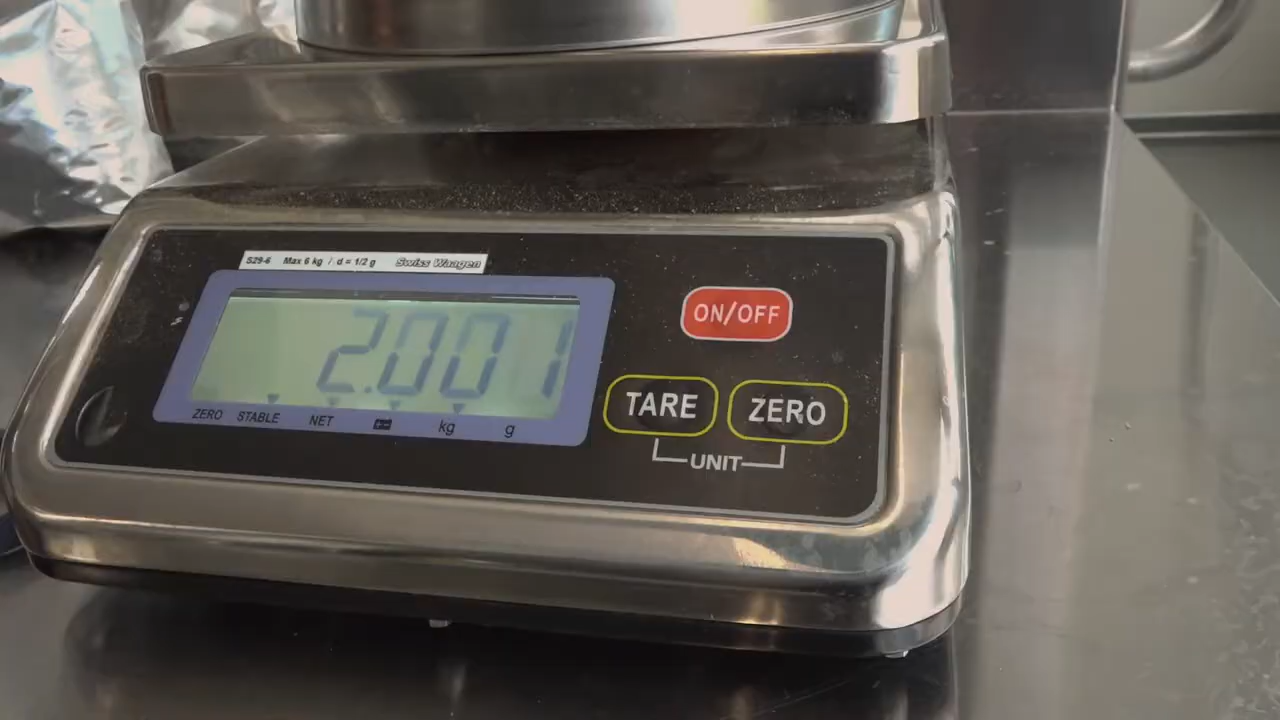 S29-6 Max 6 kg / d = 1/2 g Swiss Waagen
2.001
ON/OFF
TARE ZERO
UNIT
ZERO STABLE NET kg g